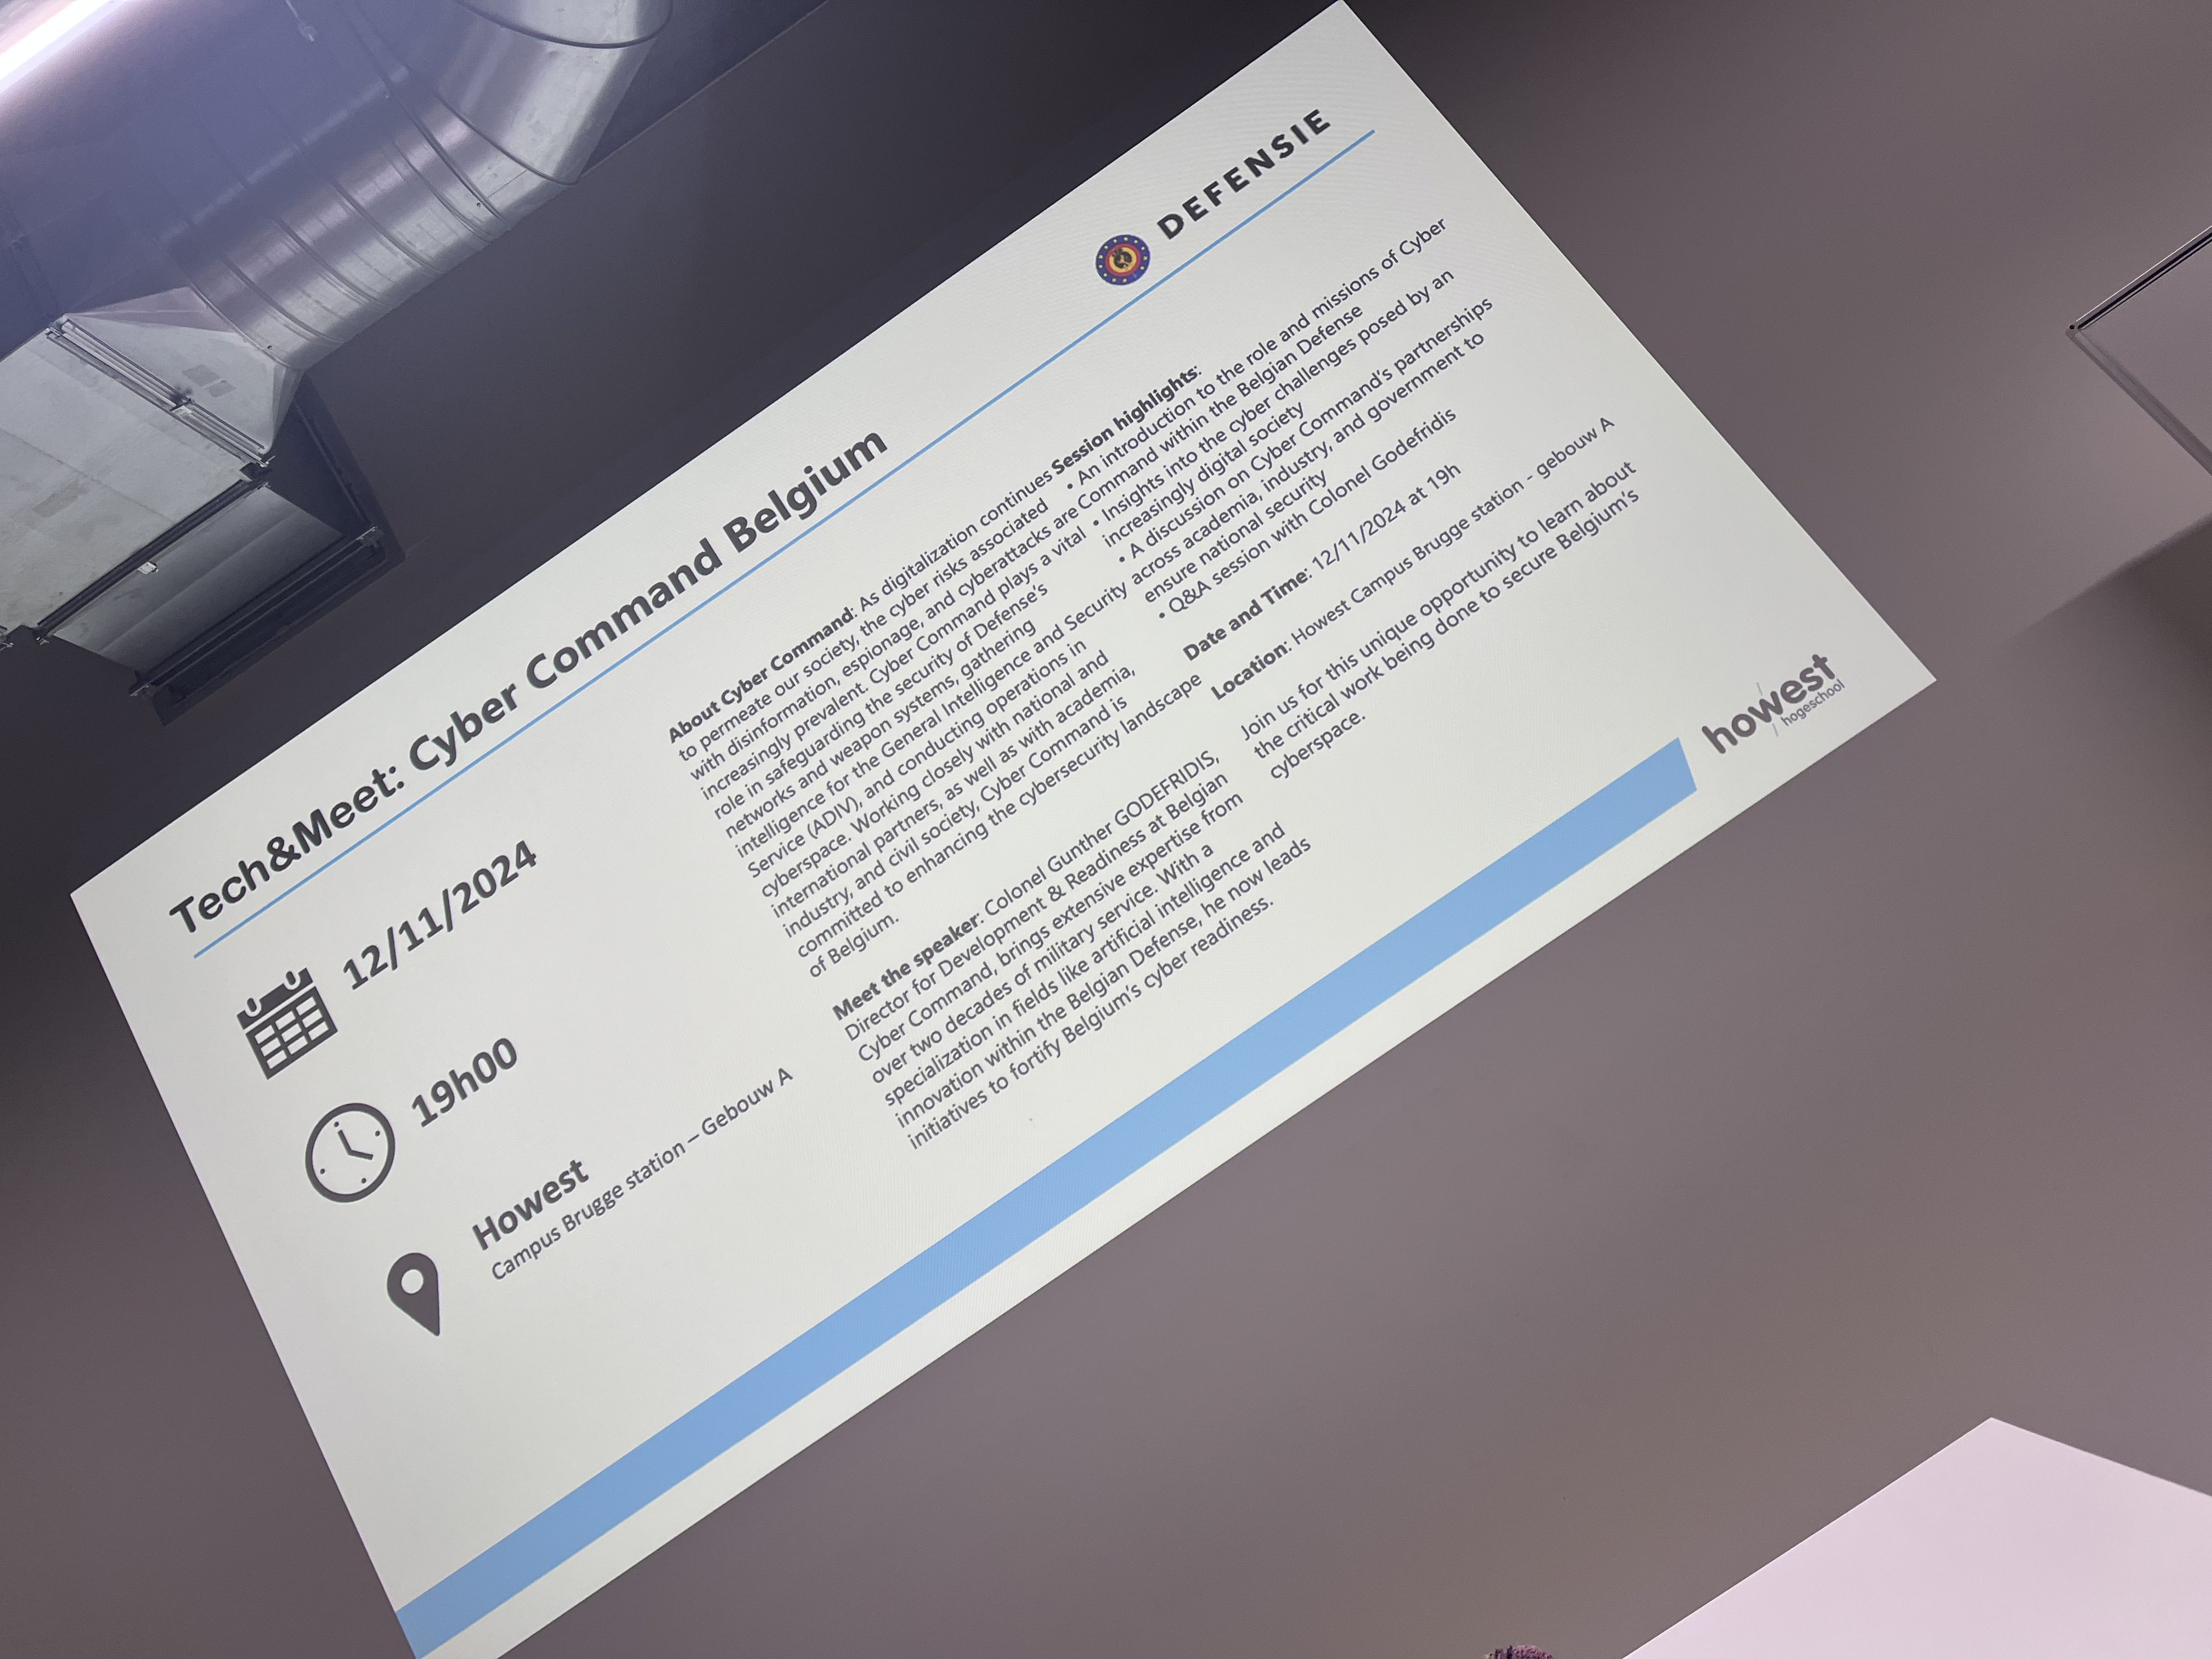 Tech&Meet: Cyber Command Belgium
DEFENSIE
12/11/2024
19h00
Howest
Campus Brugge station – Gebouw A
About Cyber Command: As digitalization continues
to permeate our society, the cyber risks associated
with disinformation, espionage, and cyberattacks are
increasingly prevalent. Cyber Command plays a vital
role in safeguarding the security of Defense's
networks and weapon systems, gathering
intelligence for the General Intelligence and Security
Service (ADIV), and conducting operations in
cyberspace. Working closely with national and
international partners, as well as with academia,
industry, and civil society, Cyber Command is
committed to enhancing the cybersecurity landscape
of Belgium.
Meet the speaker: Colonel Gunther GODEFRIDIS,
Director for Development & Readiness at Belgian
Cyber Command, brings extensive expertise from
over two decades of military service. With a
specialization in fields like artificial intelligence and
innovation within the Belgian Defense, he now leads
initiatives to fortify Belgium's cyber readiness.
Session highlights:
• An introduction to the role and missions of Cyber
Command within the Belgian Defense
• Insights into the cyber challenges posed by an
increasingly digital society
• A discussion on Cyber Command's partnerships
across academia, industry, and government to
ensure national security
• Q&A session with Colonel Godefridis
Date and Time: 12/11/2024 at 19h
Location: Howest Campus Brugge station - gebouw A
Join us for this unique opportunity to learn about
the critical work being done to secure Belgium's
cyberspace.
howest
hogeschool